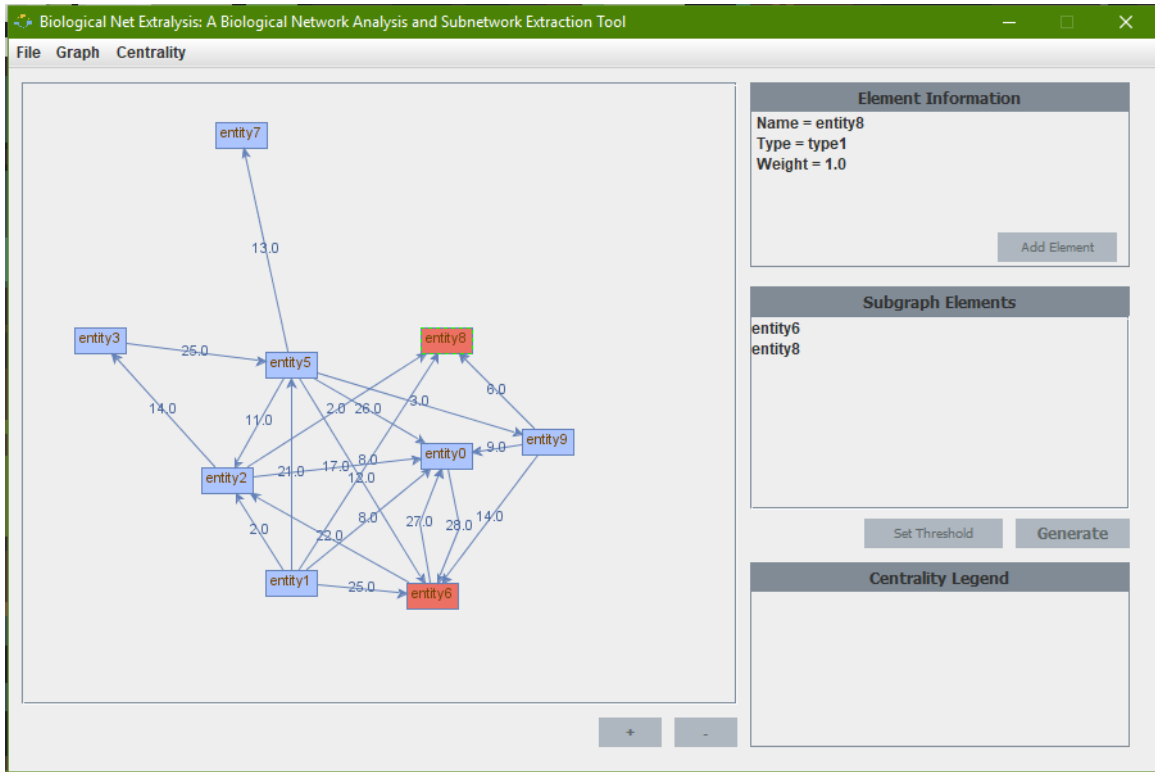 Biological Net Extralysis: A Biological Network Analysis and Subnetwork Extraction Tool
File Graph Centrality
entity7
13.0
entity3
25.0
entity5
entity8
14.0
11.0
2.0
26.0
3.0
6.0
entity9
9.0
entity0
entity2
21.0
17.0
8.0
12.0
2.0
22.0
8.0
27.0
28.0
14.0
entity1
25.0
entity6
+ -
Element Information
Name = entity8
Type = type1
Weight = 1.0
Add Element
Subgraph Elements
entity6
entity8
Set Threshold Generate
Centrality Legend